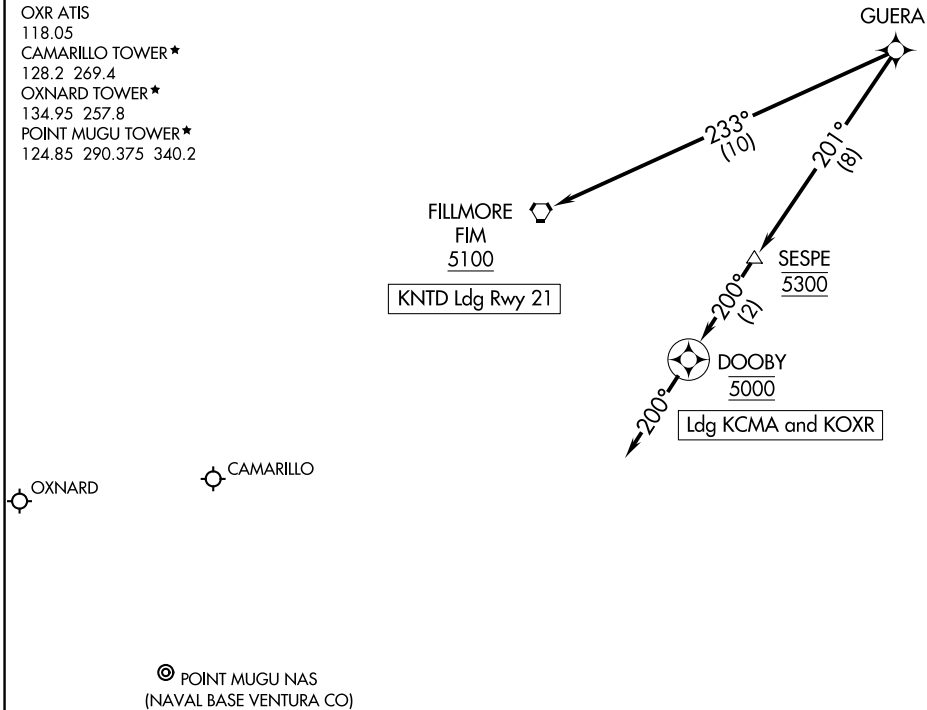 OXR ATIS
118.05
CAMARILLO TOWER★
128.2 269.4
OXNARD TOWER★
134.95 257.8
POINT MUGU TOWER★
124.85 290.375 340.2
GUERA
233°
(10)
201°
(8)
FILLMORE
FIM
5100
KNTD Ldg Rwy 21
SESPE
5300
200°
(2)
DOOBY
5000
Ldg KCMA and KOXR
200°
CAMARILLO
OXNARD
POINT MUGU NAS
(NAVAL BASE VENTURA CO)